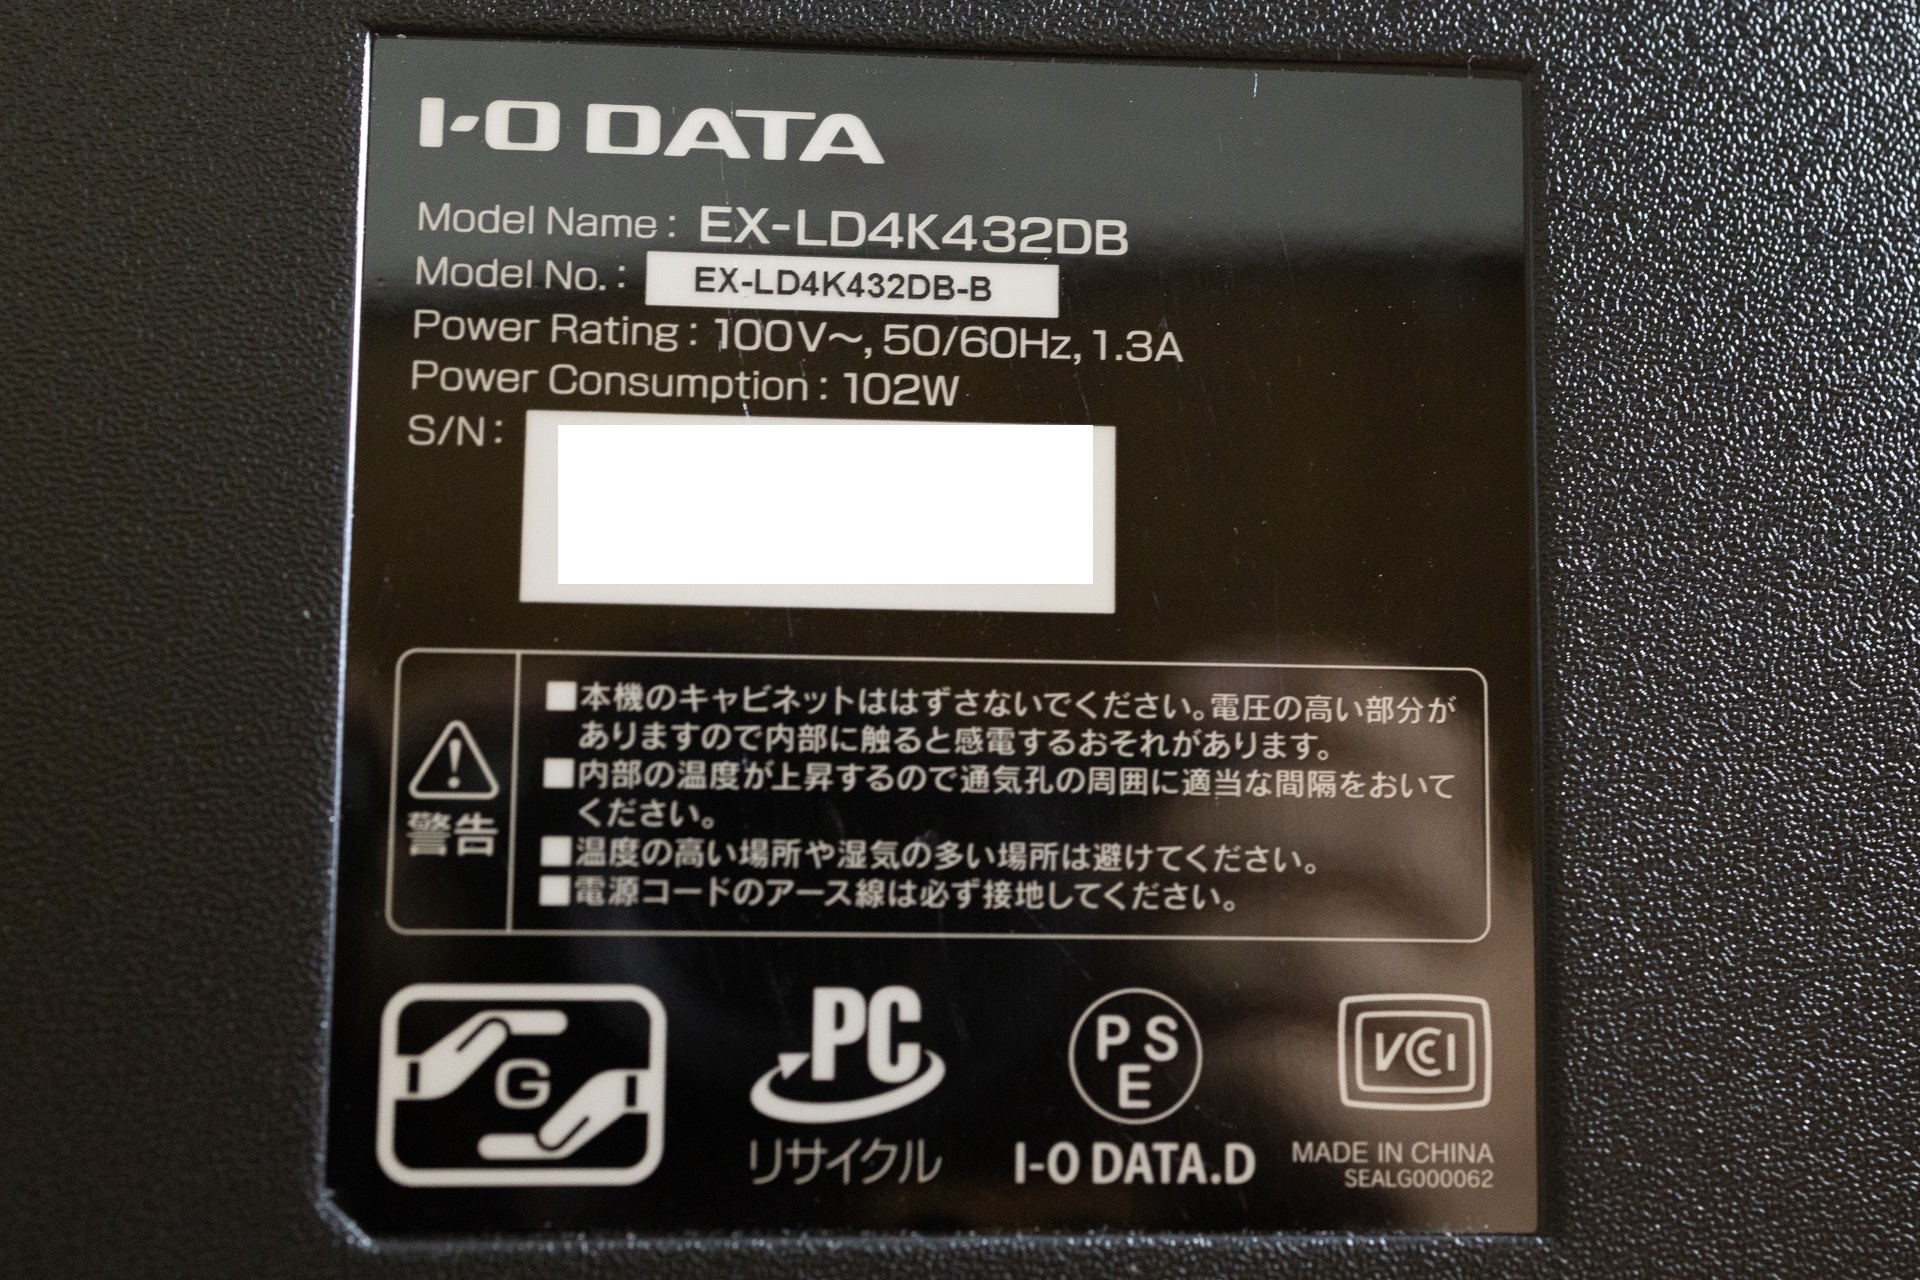 I-O DATA
Model Name: EX-LD4K432DB
Model No.: EX-LD4K432DB-B
Power Rating: 100V～, 50/60Hz, 1.3A
Power Consumption: 102W
S/N:
■本機のキャビネットははずさないでください。電圧の高い部分が
ありますので内部に触ると感電するおそれがあります。
■内部の温度が上昇するので通気孔の周囲に適当な間隔をおいて
ください。
■温度の高い場所や湿気の多い場所は避けてください。
■電源コードのアース線は必ず接地してください。
警告
G
PC
リサイクル
PS
E
I-O DATA.D
VCCI
MADE IN CHINA
SEALG000062